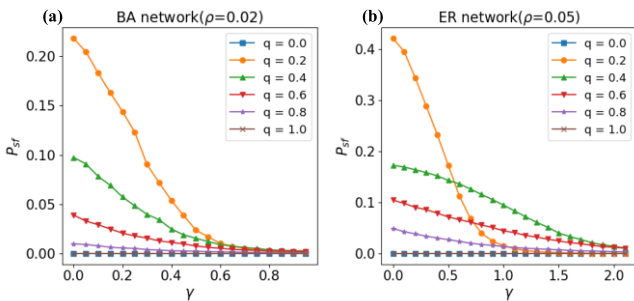 (a) BA network(ρ=0.02)
0.20
0.15
0.10
0.05
0.00
P_sf
0.0 0.2 0.4 0.6 0.8
γ
q = 0.0
q = 0.2
q = 0.4
q = 0.6
q = 0.8
q = 1.0
(b) ER network(ρ=0.05)
0.4
0.3
0.2
0.1
0.0
P_sf
0.0 0.5 1.0 1.5 2.0
γ
q = 0.0
q = 0.2
q = 0.4
q = 0.6
q = 0.8
q = 1.0